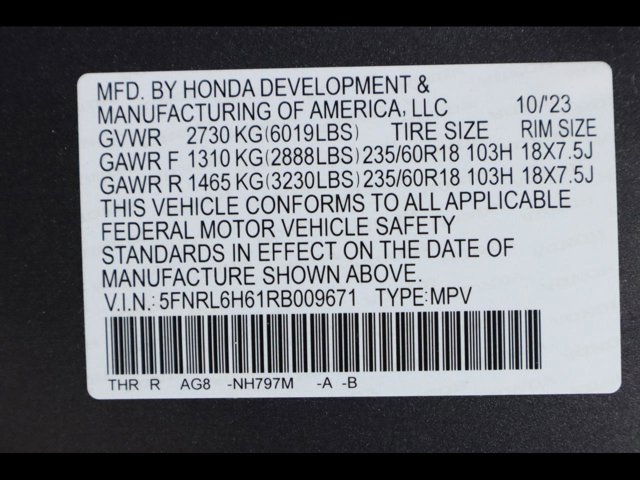 MFD. BY HONDA DEVELOPMENT &
MANUFACTURING OF AMERICA, LLC 10/'23
GVWR 2730 KG(6019LBS) TIRE SIZE RIM SIZE
GAWR F 1310 KG(2888LBS) 235/60R18 103H 18X7.5J
GAWR R 1465 KG(3230LBS) 235/60R18 103H 18X7.5J
THIS VEHICLE CONFORMS TO ALL APPLICABLE
FEDERAL MOTOR VEHICLE SAFETY
STANDARDS IN EFFECT ON THE DATE OF
MANUFACTURE SHOWN ABOVE.
V.I.N.: 5FNRL6H61RB009671 TYPE:MPV
THR R AG8 -NH797M -A -B